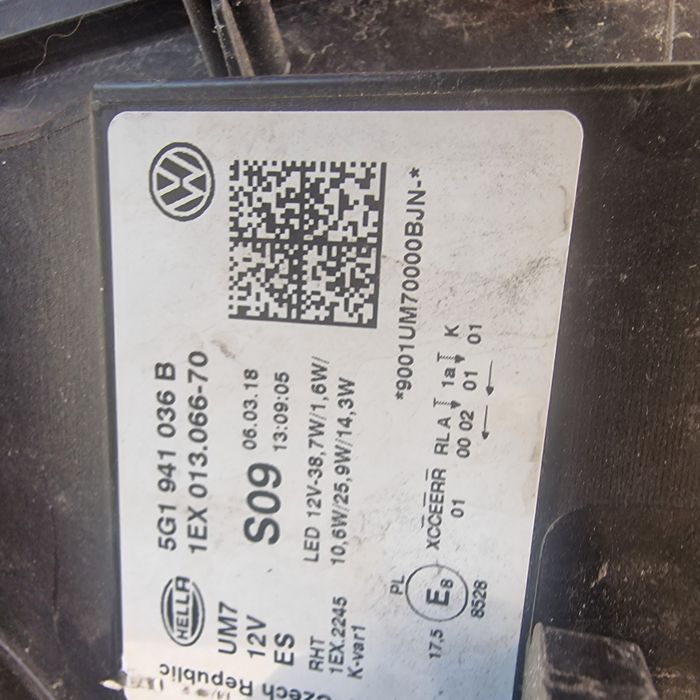 5G1 941 036 B
1EX 013.066-70
HELLA
UM7
12V
ES
S09
06.03.18
13:09:05
RHT
1EX.2245
K-var1
LED 12V-38,7W/1,6W/
10,6W/25,9W/14,3W
*9001UM70000BJN-*
PL
17,5
E8
8528
XCCEERR RLA 1a K
01 00 02 01 01
Czech Republic